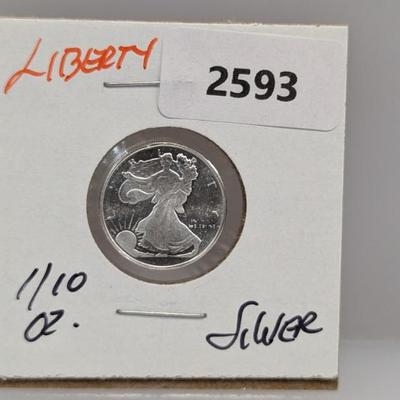 LIBERTY
2593
1/10
OZ.
SILVER